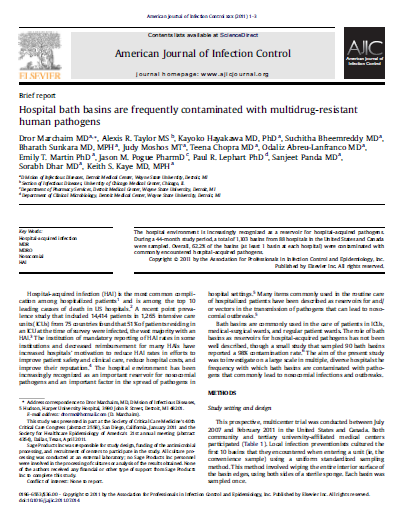 American Journal of Infection Control xxx (2011) 1-3
Contents lists available at ScienceDirect
American Journal of Infection Control
journal homepage: www.ajicjournal.org
ELSEVIER
AJIC
Brief report
Hospital bath basins are frequently contaminated with multidrug-resistant
human pathogens
Dror Marchaim MD a,*, Alexis R. Taylor MS b, Kayoko Hayakawa MD, PhD a, Suchitha Bheemreddy MD a,
Bharath Sunkara MD, MPH a, Judy Moshos MT a, Teena Chopra MD a, Odaliz Abreu-Lanfranco MD a,
Emily T. Martin PhD a, Jason M. Pogue PharmD c, Paul R. Lephart PhD d, Sanjeet Panda MD a,
Sorabh Dhar MD a, Keith S. Kaye MD, MPH a
a Division of Infectious Diseases, Detroit Medical Center, Wayne State University, Detroit, MI
b Section of Infectious Diseases, University of Chicago Medical Center, Chicago, IL
c Department of Pharmacy Services, Detroit Medical Center, Wayne State University, Detroit, MI
d Department of Clinical Microbiology, Detroit Medical Center, Wayne State University, Detroit, MI
Key Words:
Hospital-acquired infection
MDR
MDRO
Nosocomial
HAI
The hospital environment is increasingly recognized as a reservoir for hospital-acquired pathogens.
During a 44-month study period, a total of 1,103 basins from 88 hospitals in the United States and Canada
were sampled. Overall, 62.2% of the basins (at least 1 basin at each hospital) were contaminated with
commonly encountered hospital-acquired pathogens.
Copyright © 2011 by the Association for Professionals in Infection Control and Epidemiology, Inc.
Published by Elsevier Inc. All rights reserved.
Hospital-acquired infection (HAI) is the most common compli-
cation among hospitalized patients1 and is among the top 10
leading causes of death in US hospitals.2 A recent point preva-
lence study that included 14,414 patients in 1,265 intensive care
units (ICUs) from 75 countries found that 51% of patients residing in
an ICU at the time of survey were infected, the vast majority with an
HAI.3 The institution of mandatory reporting of HAI rates in some
institutions and decreased reimbursement for many HAIs have
increased hospitals' motivation to reduce HAI rates in efforts to
improve patient safety and clinical care, reduce hospital costs, and
improve their reputation.4 The hospital environment has been
increasingly recognized as an important reservoir for nosocomial
pathogens and an important factor in the spread of pathogens in
* Address correspondence to Dror Marchaim, MD, Division of Infectious Diseases,
5 Hudson, Harper University Hospital, 3990 John R Street, Detroit, MI 48201.
E-mail address: drormarchaim@gmail.com (D. Marchaim).
This study was presented in part at the Society of Critical Care Medicine's 40th
Critical Care Congress (abstract 2158), San Diego, California, January 2011 and the
Society for Healthcare Epidemiology of America's 2011 annual meeting (abstract
4364), Dallas, Texas, April 2011.
Sage Products Inc was responsible for study design, funding of the antimicrobial
processing, and recruitment of centers to participate in the study. All culture pro-
cessing was conducted at an external laboratory; no Sage Products Inc personnel
were involved in the processing of cultures or analysis of the results obtained. None
of the authors received any financial or other type of support from Sage Products
Inc to complete this study.
Conflict of interest: None to report.
hospital settings.5 Many items commonly used in the routine care
of hospitalized patients have been described as reservoirs for and/
or vectors in the transmission of pathogens that can lead to noso-
comial outbreaks.5
Bath basins are commonly used in the care of patients in ICUs,
medical-surgical wards, and regular patient wards. The role of bath
basins as reservoirs for hospital-acquired pathogens has not been
well described, though a small study that sampled 90 bath basins
reported a 98% contamination rate.6 The aim of the present study
was to investigate on a large scale in multiple, diverse hospitals the
frequency with which bath basins are contaminated with patho-
gens that commonly lead to nosocomial infections and outbreaks.
METHODS
Study setting and design
This prospective, multicenter trial was conducted between July
2007 and February 2011 in the United States and Canada. Both
community and tertiary university-affiliated medical centers
participated (Table 1). Local infection preventionists cultured the
first 10 basins that they encountered when entering a unit (ie, the
convenience sample) using a uniform standardized sampling
method. This method involved wiping the entire interior surface of
the basin edges, using both sides of a sterile sponge. Each basin was
sampled once.
0196-6553/$36.00 - Copyright © 2011 by the Association for Professionals in Infection Control and Epidemiology, Inc. Published by Elsevier Inc. All rights reserved.
doi:10.1016/j.ajic.2011.07.014